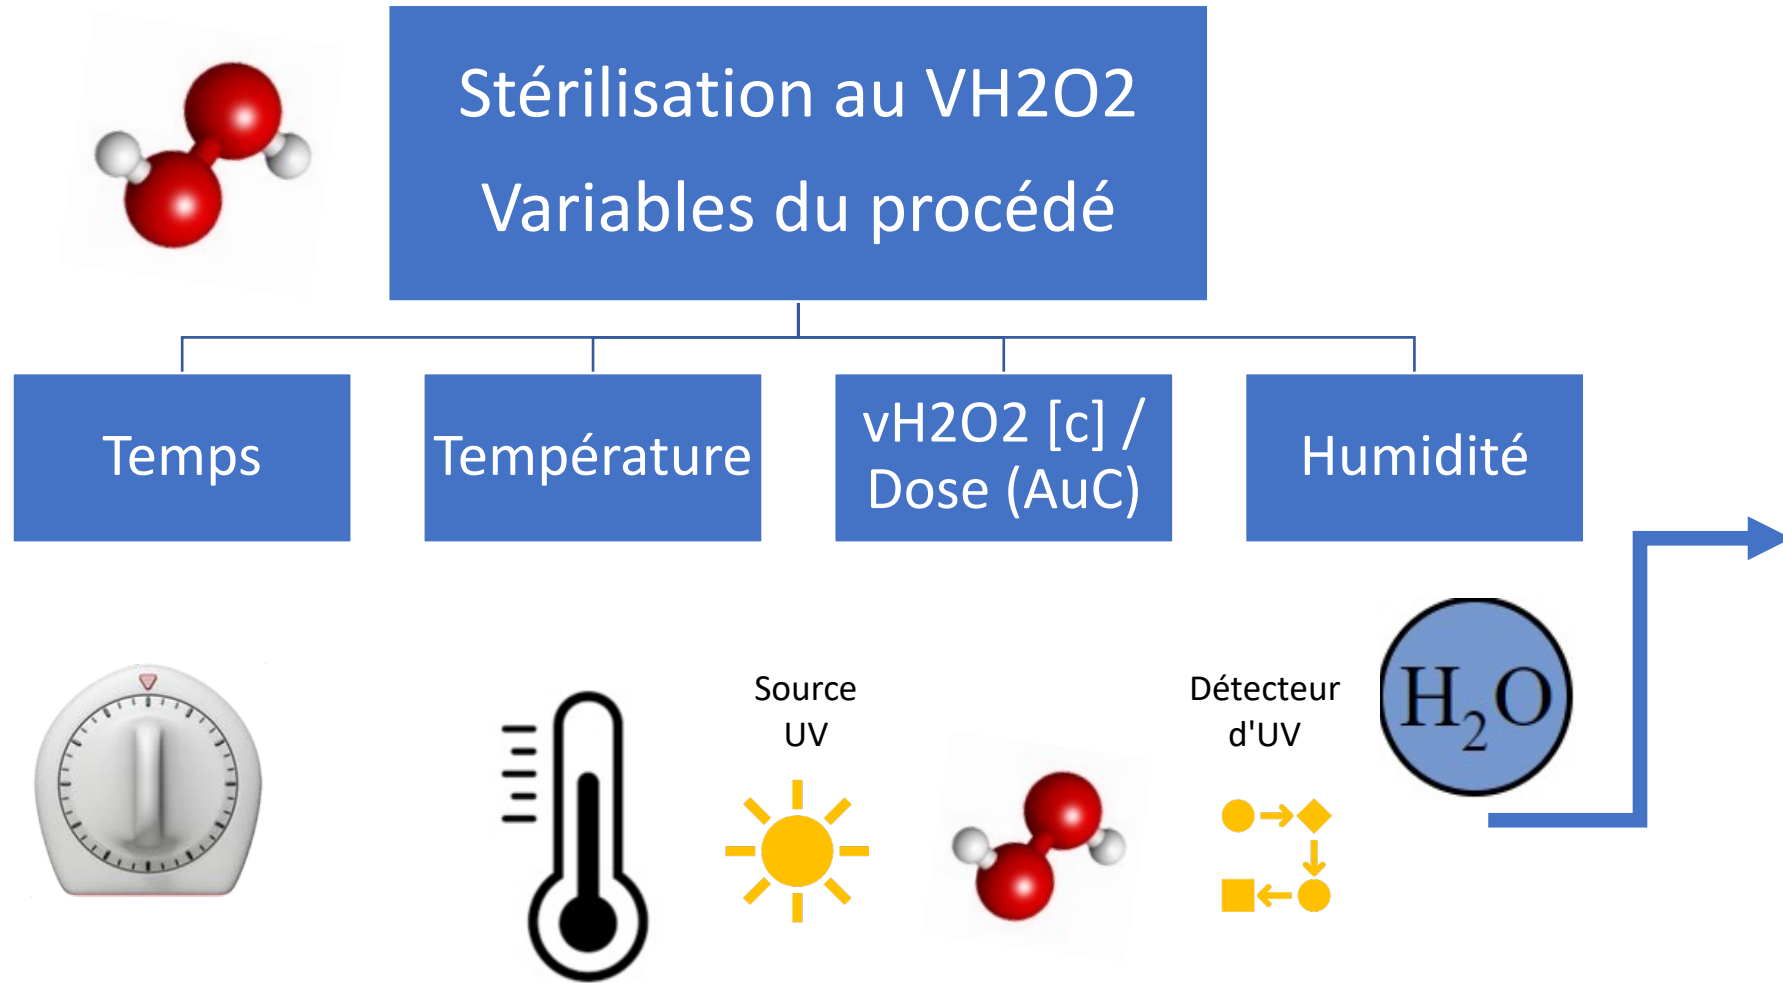 Stérilisation au VH2O2
Variables du procédé
Temps
Température
vH2O2 [c] /
Dose (AuC)
Humidité
Source
UV
Détecteur
d'UV
H₂O